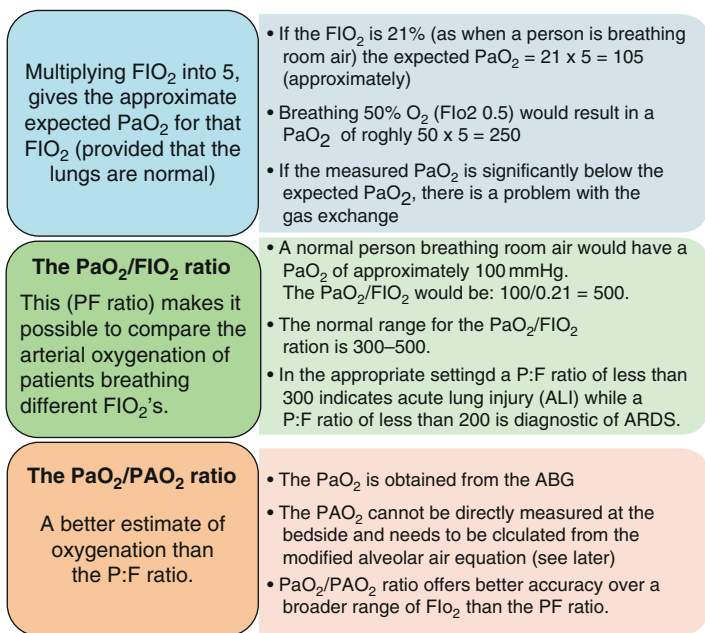 Multiplying FIO₂ into 5,
gives the approximate
expected PaO₂ for that
FIO₂ (provided that the
lungs are normal)
• If the FIO₂ is 21% (as when a person is breathing
room air) the expected PaO₂ = 21 x 5 = 105
(approximately)
• Breathing 50% O₂ (FIo2 0.5) would result in a
PaO₂ of roghly 50 x 5 = 250
• If the measured PaO₂ is significantly below the
expected PaO₂, there is a problem with the
gas exchange
The PaO₂/FIO₂ ratio
This (PF ratio) makes it
possible to compare the
arterial oxygenation of
patients breathing
different FIO₂'s.
• A normal person breathing room air would have a
PaO₂ of approximately 100 mmHg.
The PaO₂/FIO₂ would be: 100/0.21 = 500.
• The normal range for the PaO₂/FIO₂
ration is 300–500.
• In the appropriate settingd a P:F ratio of less than
300 indicates acute lung injury (ALI) while a
P:F ratio of less than 200 is diagnostic of ARDS.
The PaO₂/PAO₂ ratio
A better estimate of
oxygenation than
the P:F ratio.
• The PaO₂ is obtained from the ABG
• The PAO₂ cannot be directly measured at the
bedside and needs to be clculated from the
modified alveolar air equation (see later)
• PaO₂/PAO₂ ratio offers better accuracy over a
broader range of FIo₂ than the PF ratio.